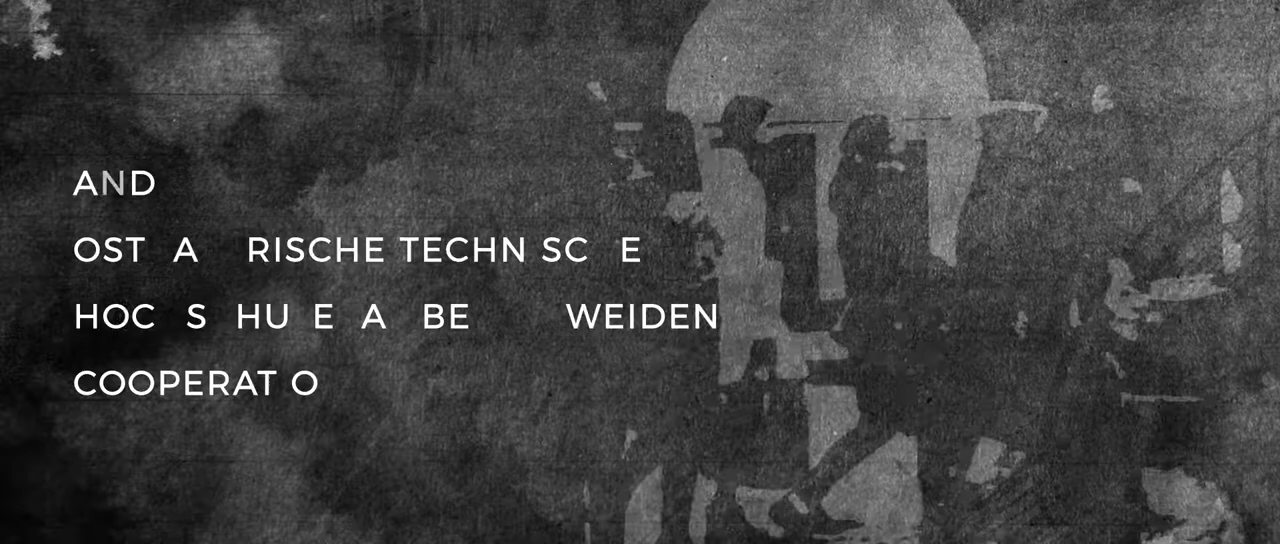 AND
OST A RISCHE TECHN SC E
HOC S HU E A BE WEIDEN
COOPERAT O